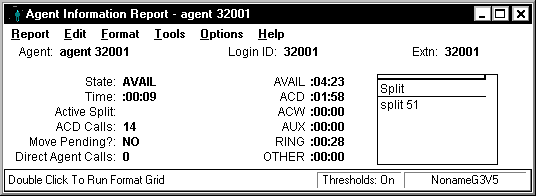 Agent Information Report - agent 32001
Report Edit Format Tools Options Help
Agent: agent 32001 Login ID: 32001 Extn: 32001
State: AVAIL AVAIL :04:23
Time: :00:09 ACD :01:58 Split
Active Split: ACW :00:00 split 51
ACD Calls: 14 AUX :00:00
Move Pending?: NO RING :00:28
Direct Agent Calls: 0 OTHER :00:00
Double Click To Run Format Grid Thresholds: On NonameG3V5